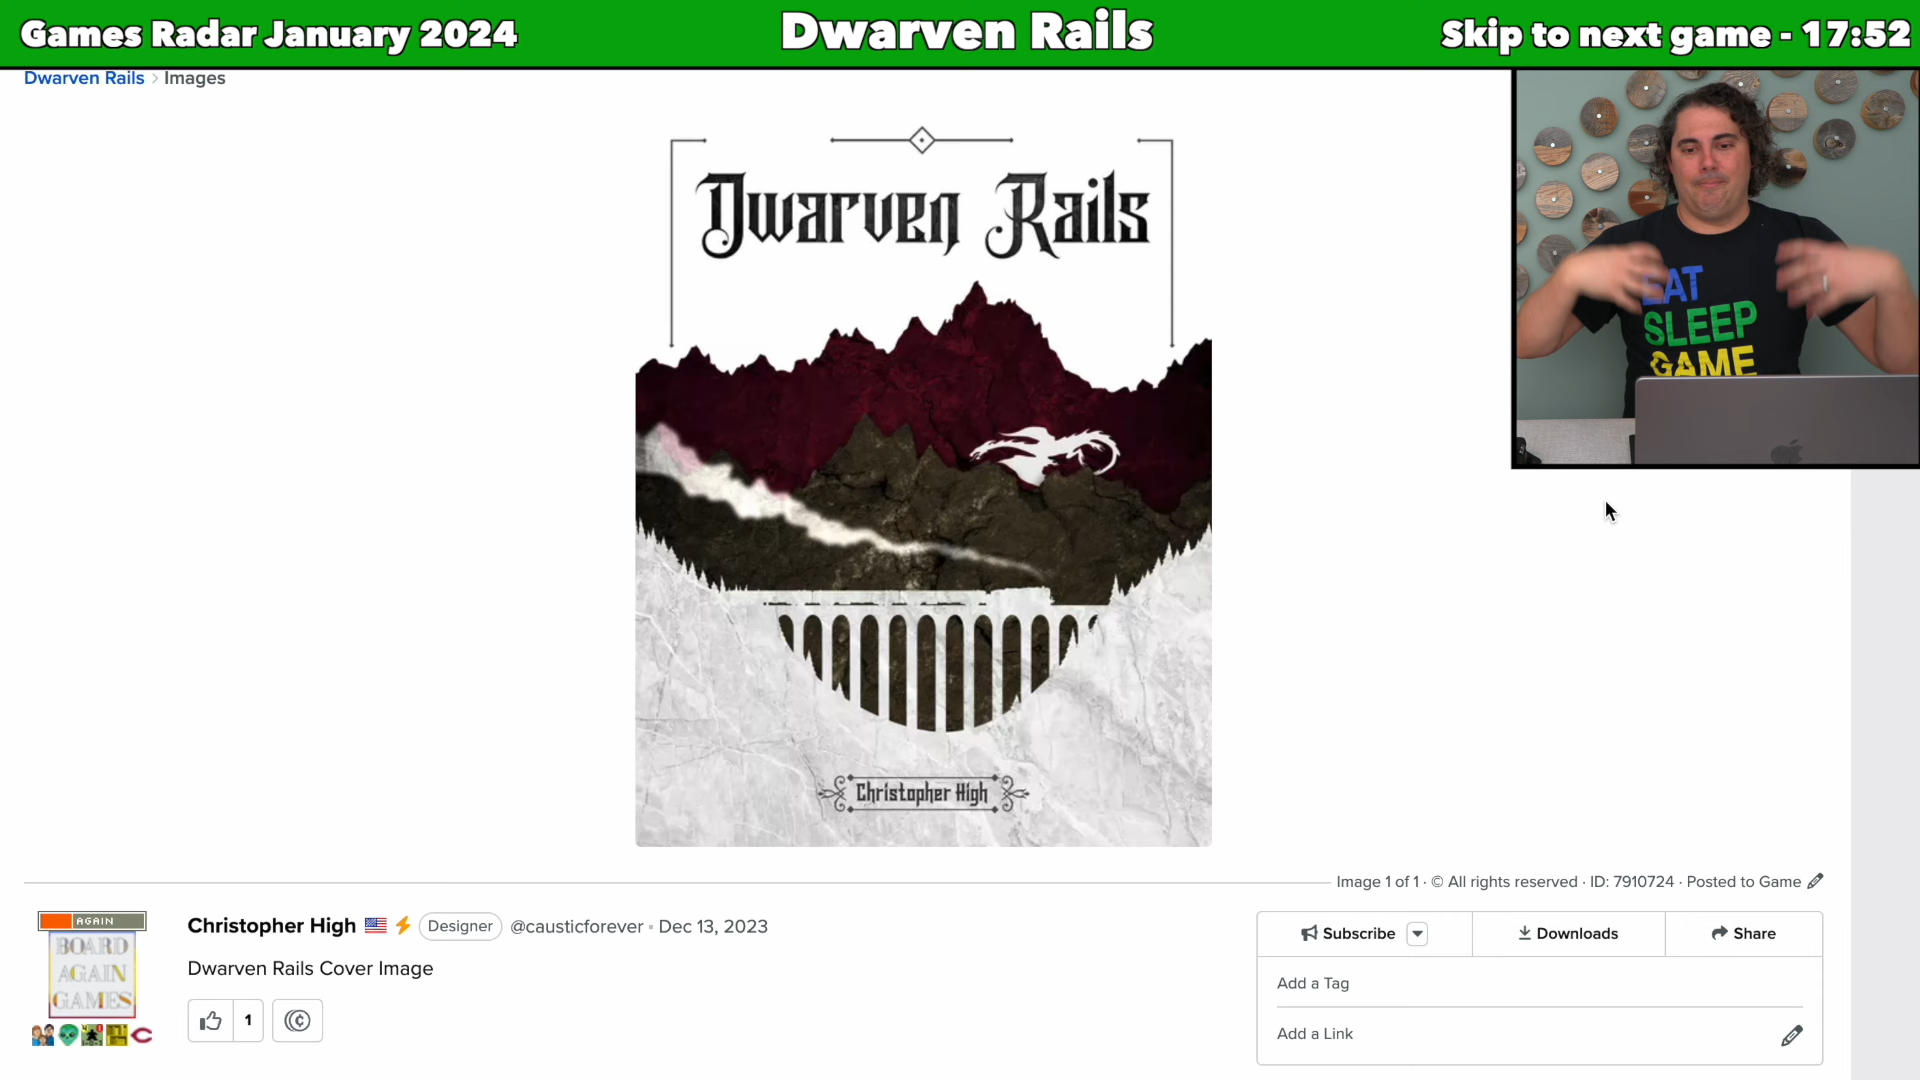 Games Radar January 2024
Dwarven Rails
Skip to next game - 17:52
Dwarven Rails > Images
EAT
SLEEP
GAME
Dwarven Rails
Christopher High
Image 1 of 1 · © All rights reserved · ID: 7910724 · Posted to Game
AGAIN
BOARD
AGAIN
GAMES
Christopher High
Designer
@causticforever · Dec 13, 2023
Dwarven Rails Cover Image
1
Subscribe
Downloads
Share
Add a Tag
Add a Link